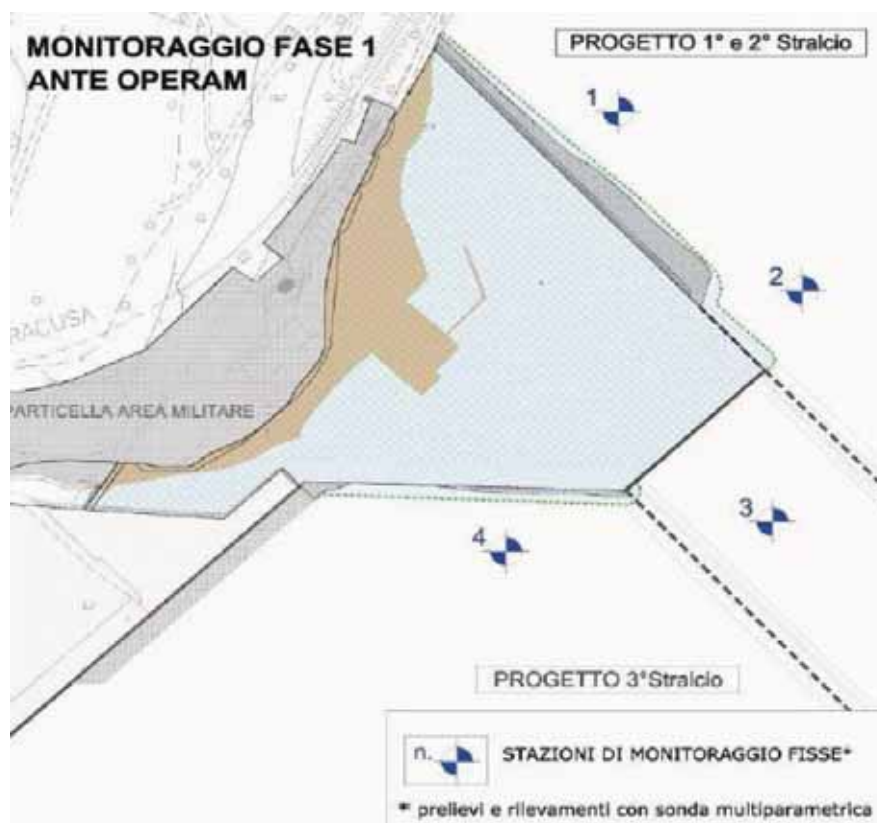 MONITORAGGIO FASE 1
ANTE OPERAM
PROGETTO 1° e 2° Stralcio
1
2
RACUSA
PARTICELLA AREA MILITARE
3
4
PROGETTO 3°Stralcio
n. STAZIONI DI MONITORAGGIO FISSE*
* prelievi e rilevamenti con sonda multiparametrica